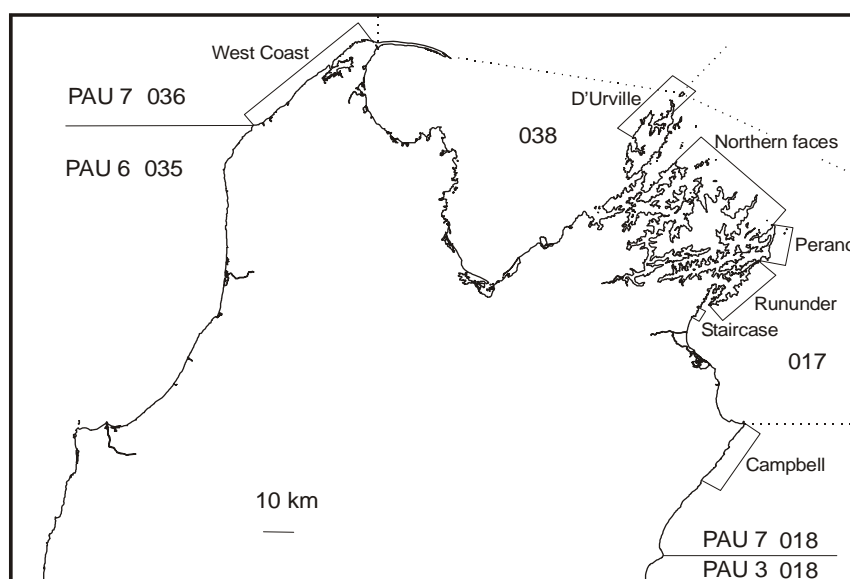 West Coast
PAU 7 036
D'Urville
038
Northern faces
PAU 6 035
Perano
Rununder
Staircase
017
Campbell
10 km
PAU 7 018
PAU 3 018